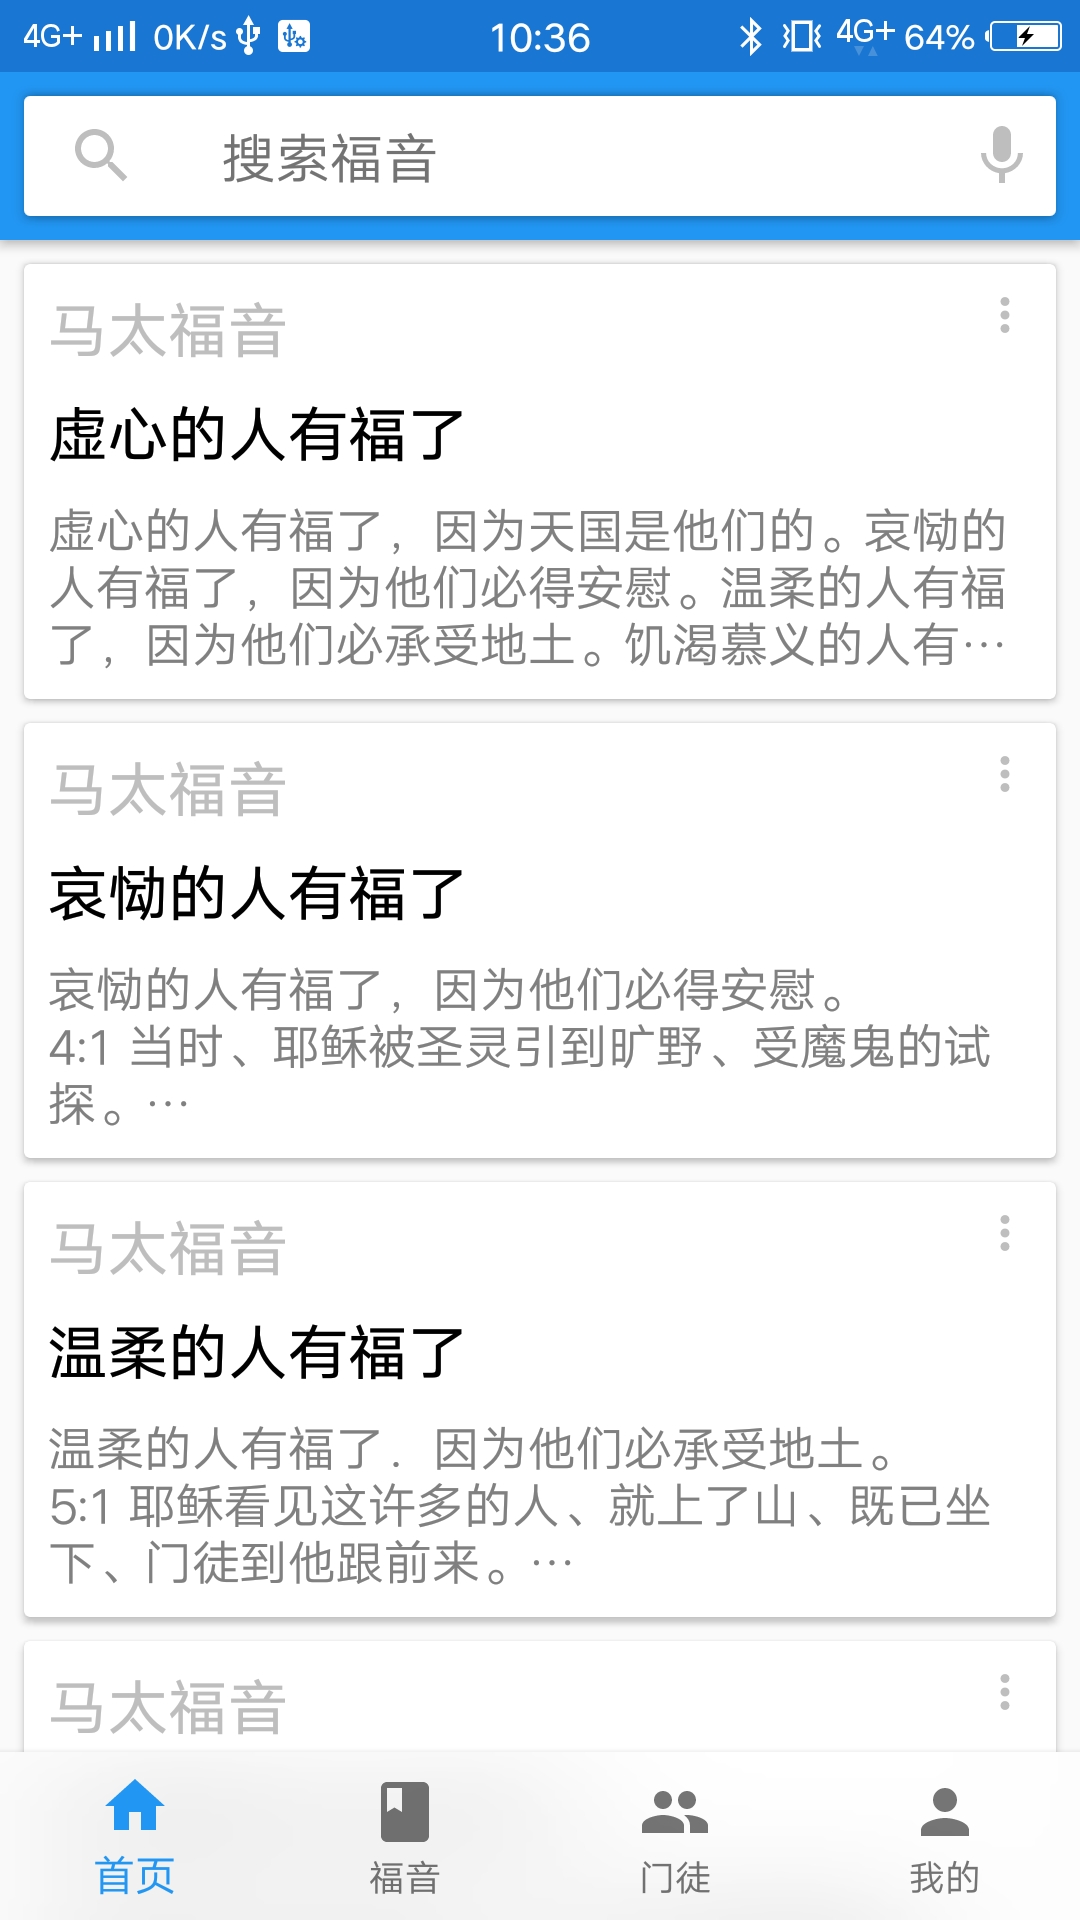 4G+ 0K/s 10:36 4G+ 64%
搜索福音
马太福音
虚心的人有福了
虚心的人有福了，因为天国是他们的。哀恸的
人有福了，因为他们必得安慰。温柔的人有福
了，因为他们必承受地土。饥渴慕义的人有…
马太福音
哀恸的人有福了
哀恸的人有福了，因为他们必得安慰。
4:1 当时、耶稣被圣灵引到旷野、受魔鬼的试
探。…
马太福音
温柔的人有福了
温柔的人有福了．因为他们必承受地土。
5:1 耶稣看见这许多的人、就上了山、既已坐
下、门徒到他跟前来。…
马太福音
首页 福音 门徒 我的